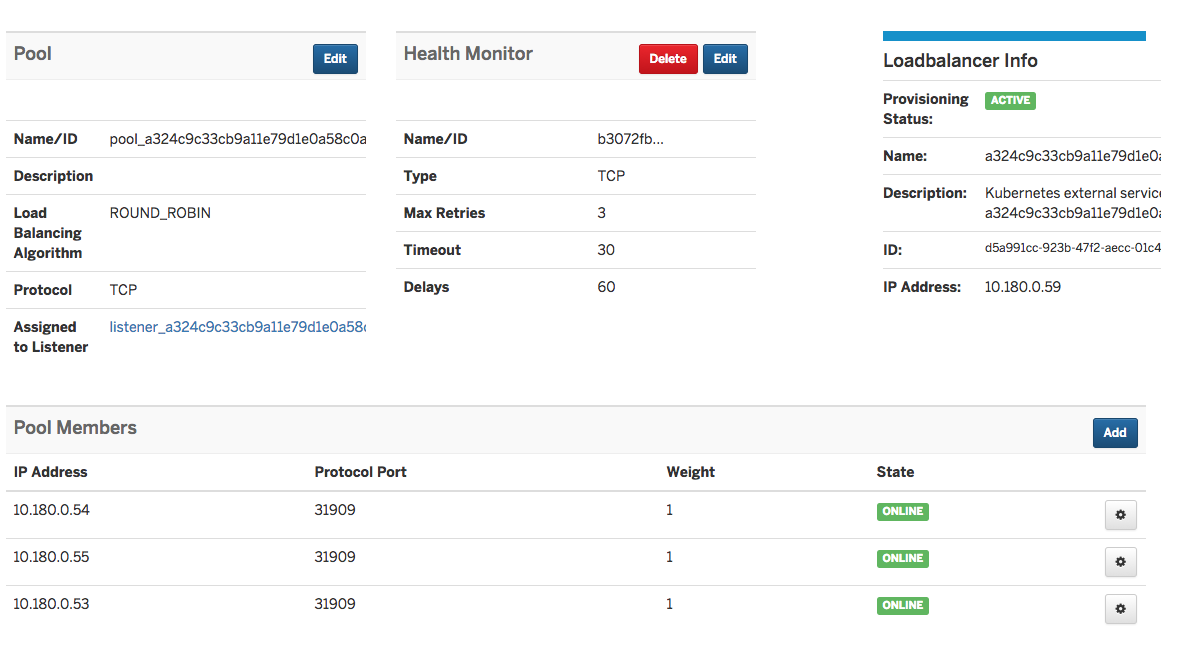 Pool
Edit
Name/ID pool_a324c9c33cb9a11e79d1e0a58c0a
Description
Load
Balancing
Algorithm
ROUND_ROBIN
Protocol TCP
Assigned
to Listener
listener_a324c9c33cb9a11e79d1e0a58c
Health Monitor
Delete Edit
Name/ID b3072fb...
Type TCP
Max Retries 3
Timeout 30
Delays 60
Loadbalancer Info
Provisioning
Status:
ACTIVE
Name: a324c9c33cb9a11e79d1e0a
Description: Kubernetes external service
a324c9c33cb9a11e79d1e0a
ID: d5a991cc-923b-47f2-aecc-01c4
IP Address: 10.180.0.59
Pool Members
Add
IP Address Protocol Port Weight State
10.180.0.54 31909 1 ONLINE
10.180.0.55 31909 1 ONLINE
10.180.0.53 31909 1 ONLINE